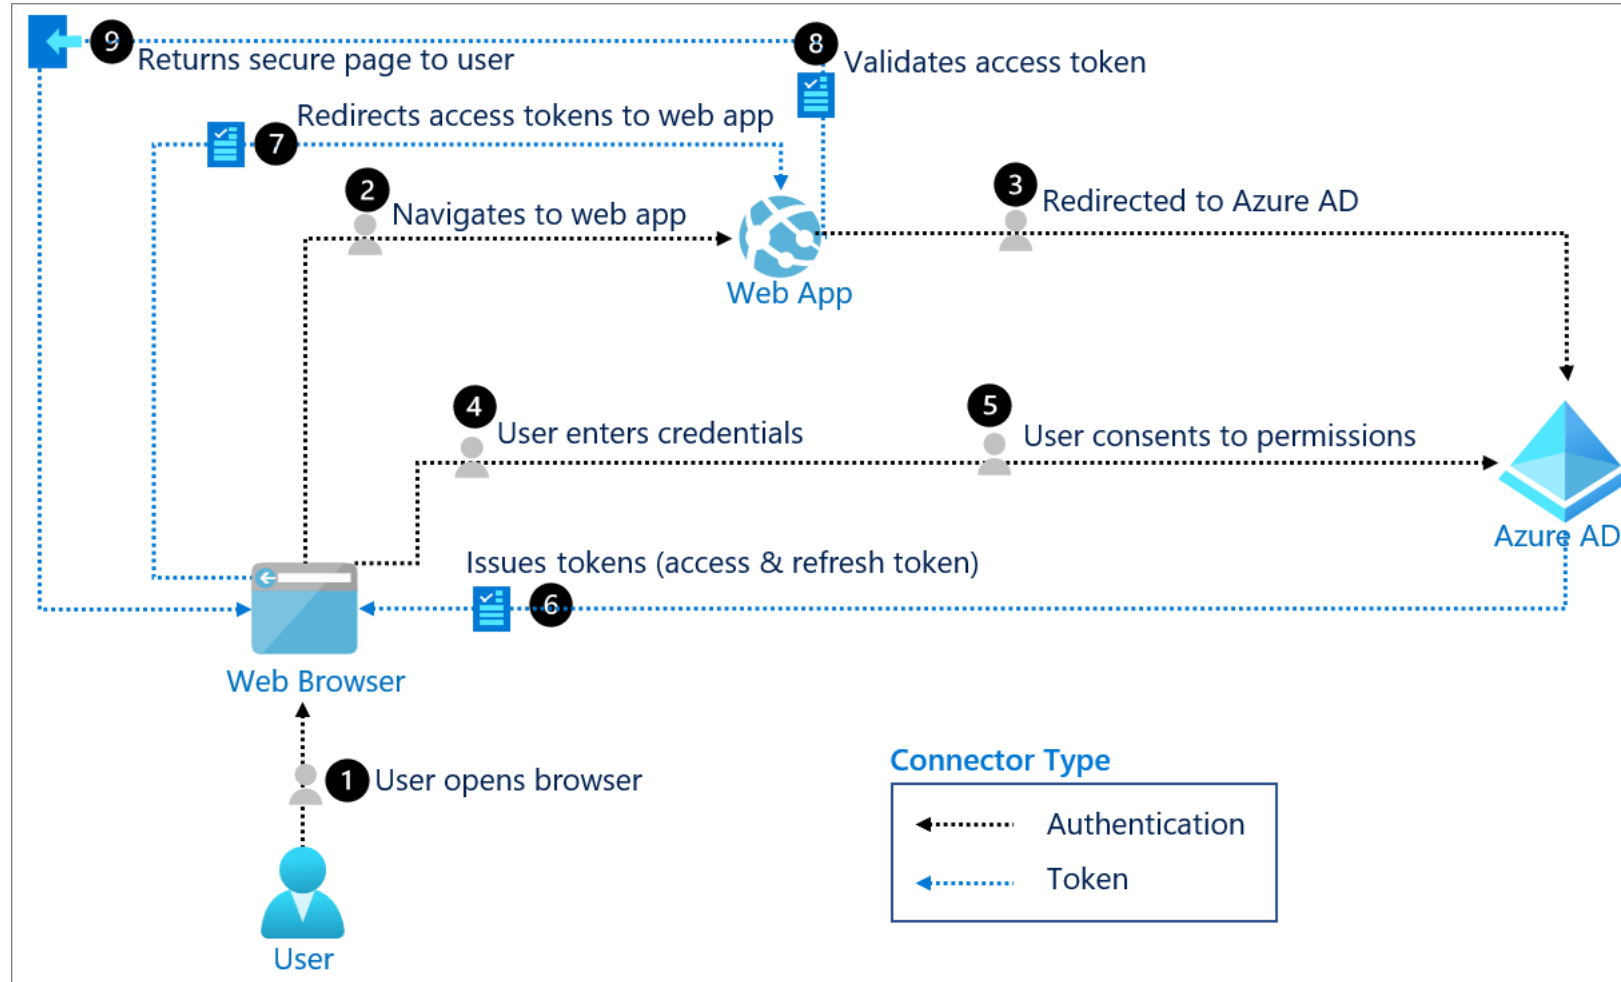 9
Returns secure page to user
8
Validates access token
Redirects access tokens to web app
7
2
Navigates to web app
3
Redirected to Azure AD
Web App
4
User enters credentials
5
User consents to permissions
Azure AD
Issues tokens (access & refresh token)
6
Web Browser
1
User opens browser
User
Connector Type
Authentication
Token